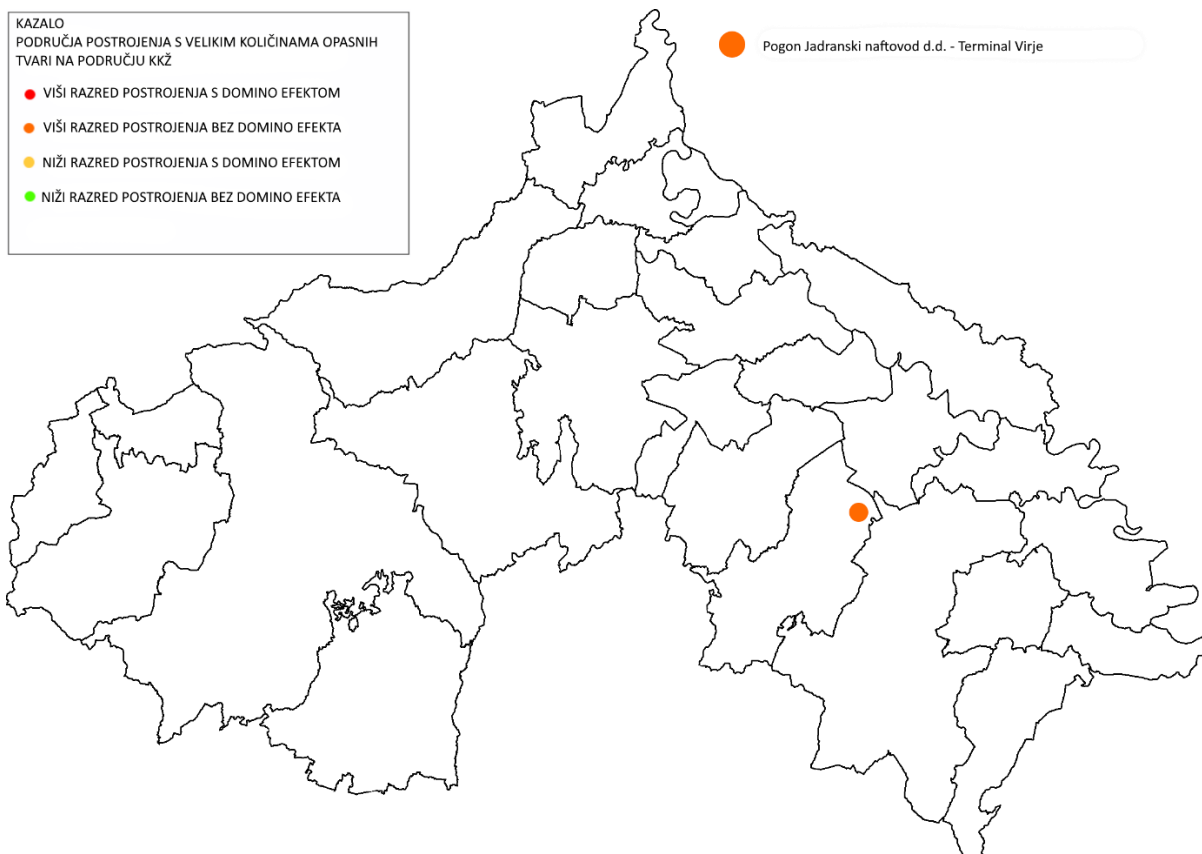 KAZALO
PODRUČJA POSTROJENJA S VELIKIM KOLIČINAMA OPASNIH
TVARI NA PODRUČJU KKŽ
VIŠI RAZRED POSTROJENJA S DOMINO EFEKTOM
VIŠI RAZRED POSTROJENJA BEZ DOMINO EFEKTA
NIŽI RAZRED POSTROJENJA S DOMINO EFEKTOM
NIŽI RAZRED POSTROJENJA BEZ DOMINO EFEKTA
Pogon Jadranski naftovod d.d. - Terminal Virje